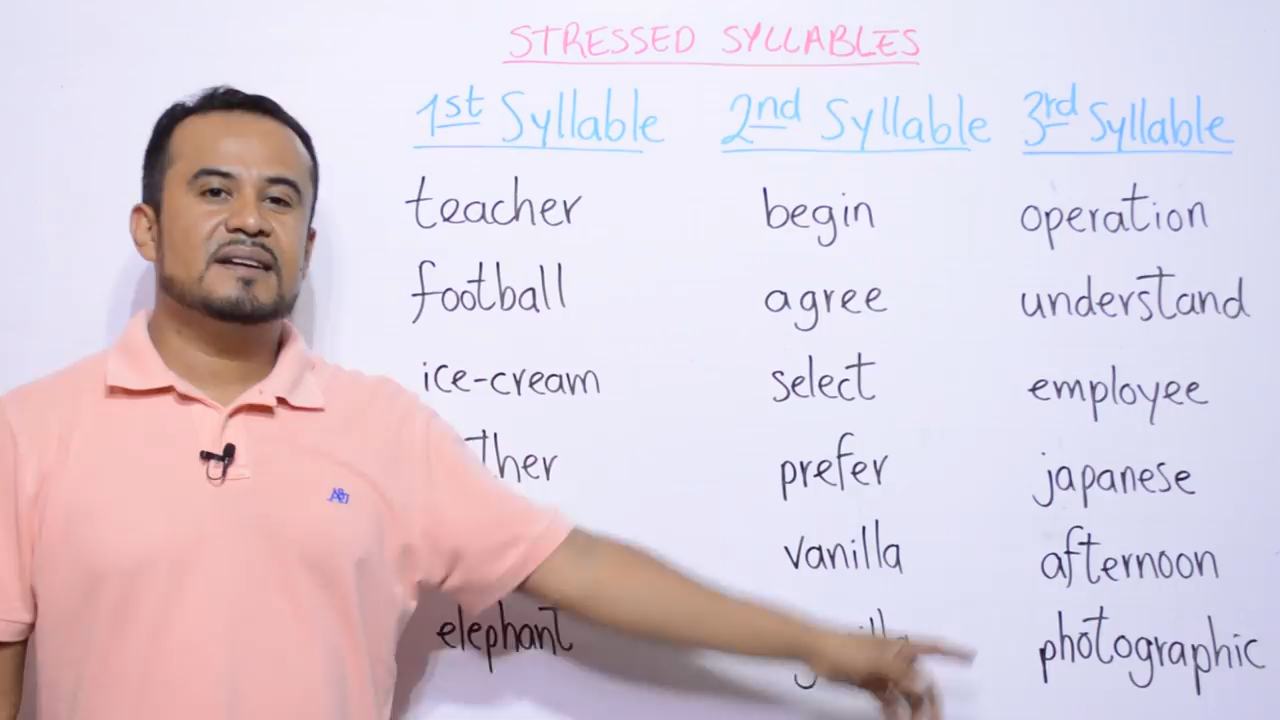 STRESSED SYLLABLES
1st Syllable 2nd Syllable 3rd Syllable
teacher begin operation
football agree understand
ice-cream select employee
prefer japanese
vanilla afternoon
elephant photographic